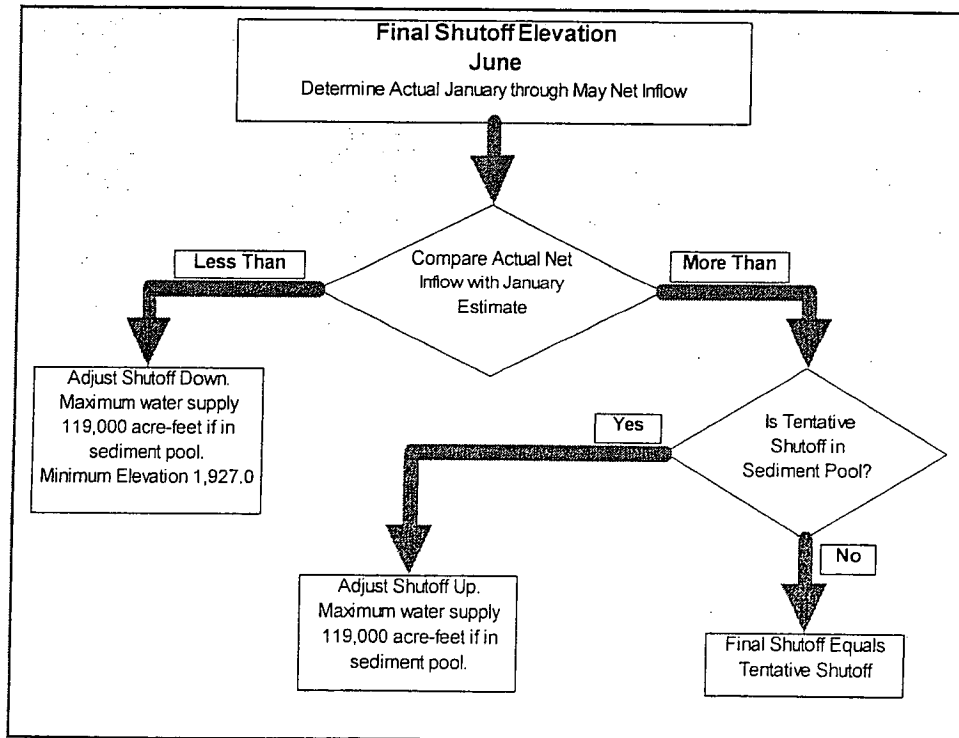 Final Shutoff Elevation
June
Determine Actual January through May Net Inflow
Compare Actual Net
Inflow with January
Estimate
Less Than
More Than
Adjust Shutoff Down.
Maximum water supply
119,000 acre-feet if in
sediment pool.
Minimum Elevation 1,927.0
Is Tentative
Shutoff in
Sediment Pool?
Yes
No
Adjust Shutoff Up.
Maximum water supply
119,000 acre-feet if in
sediment pool.
Final Shutoff Equals
Tentative Shutoff